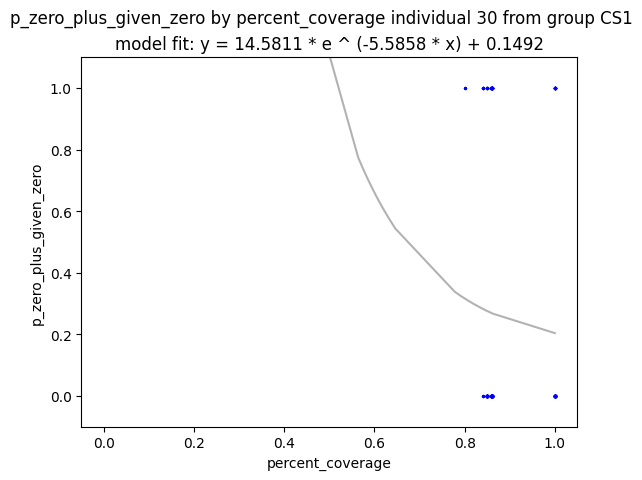 p_zero_plus_given_zero by percent_coverage individual 30 from group CS1
model fit: y = 14.5811 * e ^ (-5.5858 * x) + 0.1492
1.0
0.8
0.6
0.4
0.2
0.0
p_zero_plus_given_zero
0.0 0.2 0.4 0.6 0.8 1.0
percent_coverage